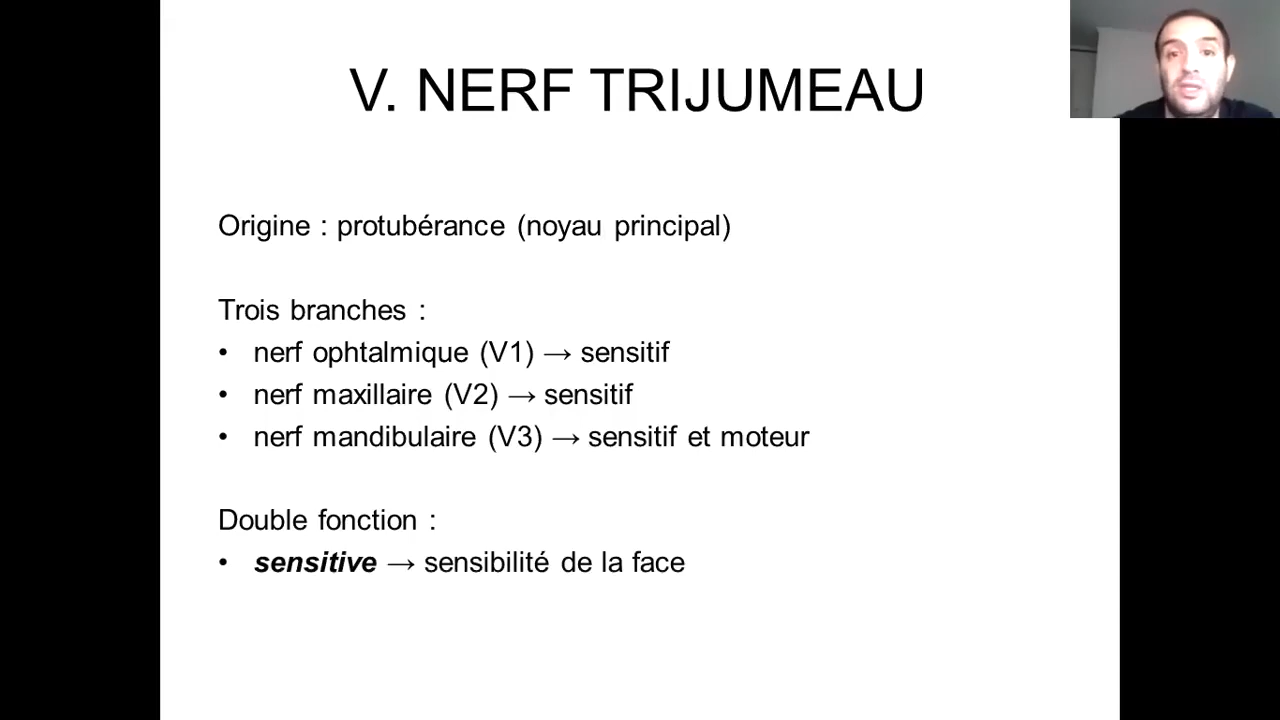 V. NERF TRIJUMEAU
Origine : protubérance (noyau principal)
Trois branches :
• nerf ophtalmique (V1) → sensitif
• nerf maxillaire (V2) → sensitif
• nerf mandibulaire (V3) → sensitif et moteur
Double fonction :
• sensitive → sensibilité de la face